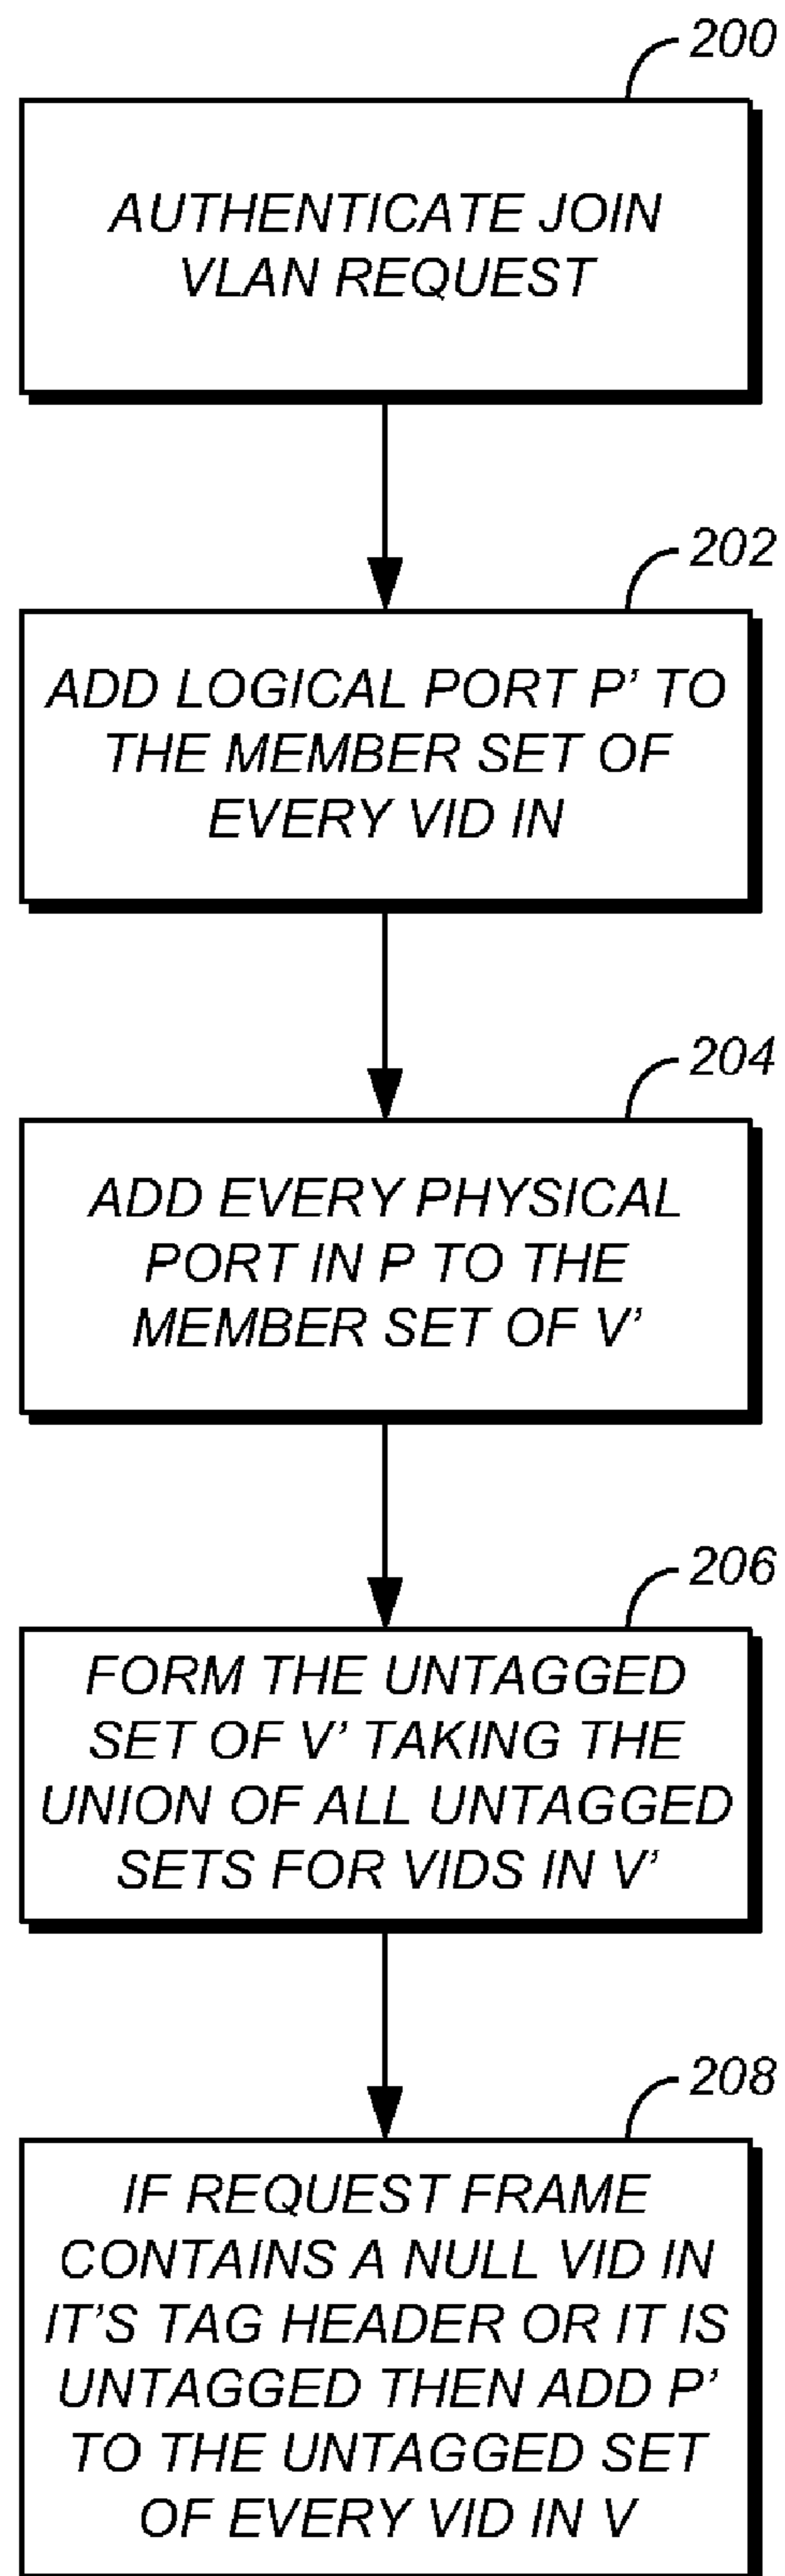 200
AUTHENTICATE JOIN
VLAN REQUEST
202
ADD LOGICAL PORT P’ TO
THE MEMBER SET OF
EVERY VID IN
204
ADD EVERY PHYSICAL
PORT IN P TO THE
MEMBER SET OF V’
206
FORM THE UNTAGGED
SET OF V’ TAKING THE
UNION OF ALL UNTAGGED
SETS FOR VIDS IN V’
208
IF REQUEST FRAME
CONTAINS A NULL VID IN
IT’S TAG HEADER OR IT IS
UNTAGGED THEN ADD P’
TO THE UNTAGGED SET
OF EVERY VID IN V